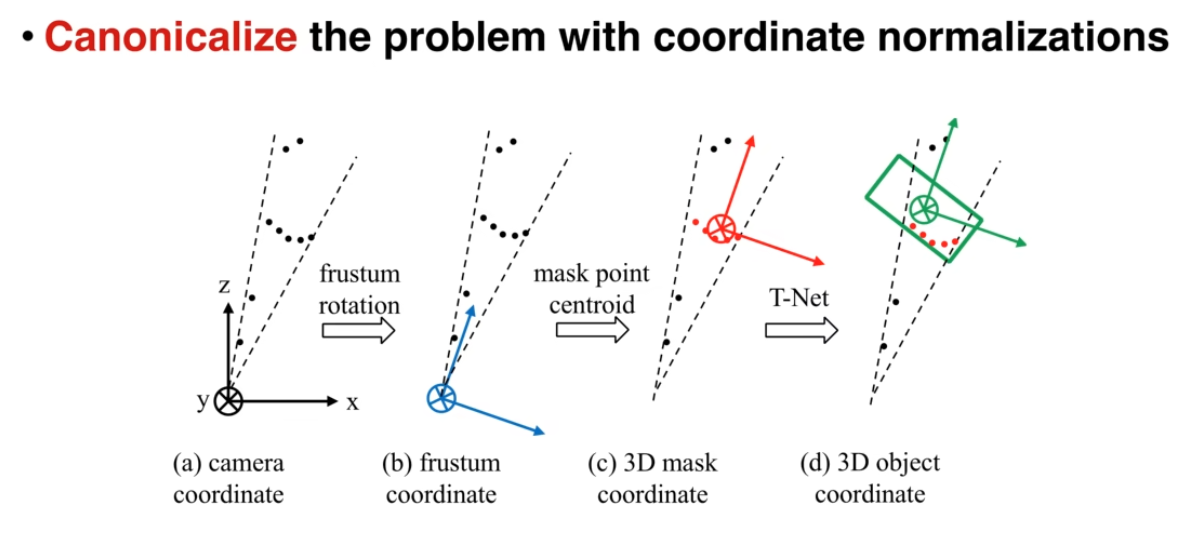 • Canonicalize the problem with coordinate normalizations
z
y
x
frustum
rotation
mask point
centroid
T-Net
(a) camera
coordinate
(b) frustum
coordinate
(c) 3D mask
coordinate
(d) 3D object
coordinate